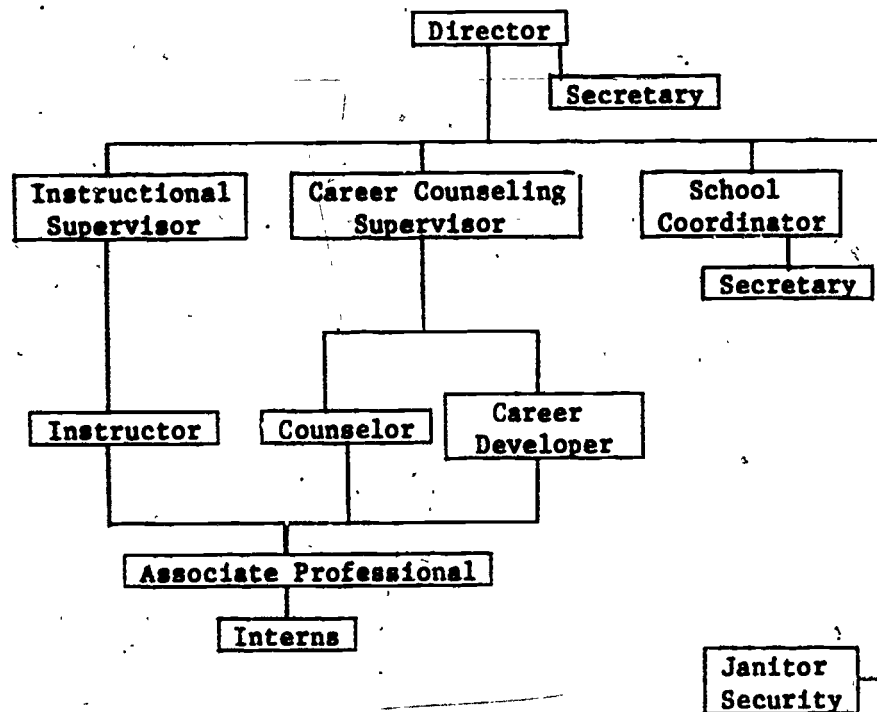 Director
Secretary
Instructional
Supervisor
Career Counseling
Supervisor
School
Coordinator
Secretary
Instructor
Counselor
Career
Developer
Associate Professional
Interns
Janitor
Security